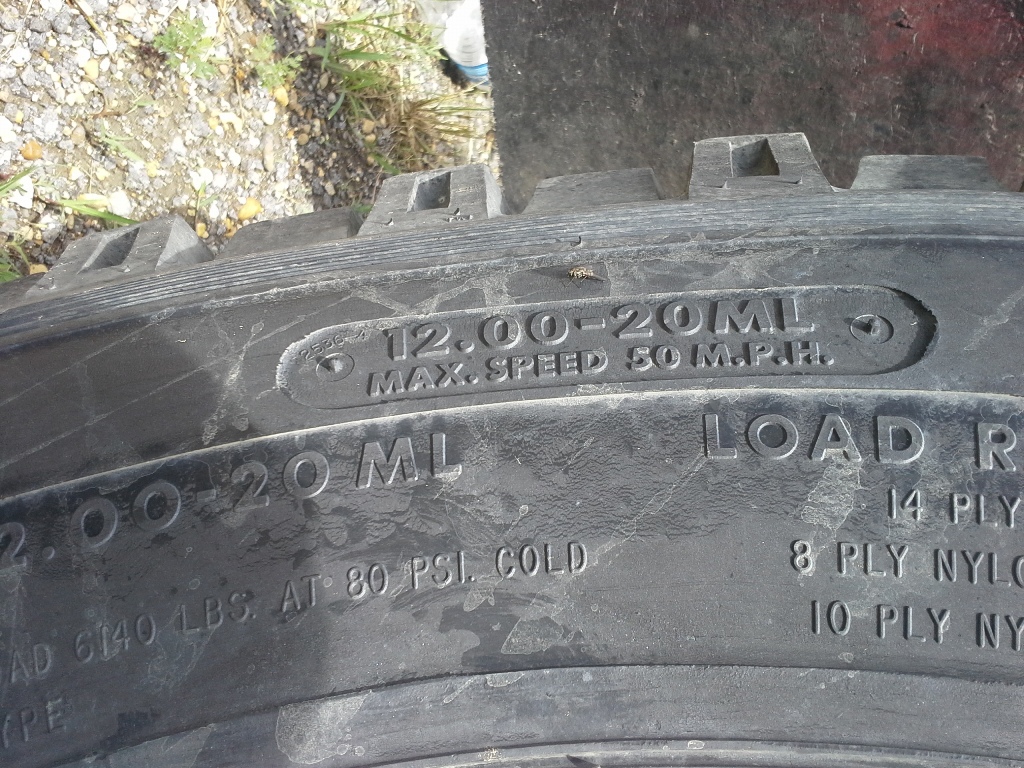 12.00-20ML
MAX. SPEED 50 M.P.H.
2.00-20 ML
LOAD R
14 PLY
8 PLY NYLO
10 PLY NY
AD 6140 LBS. AT 80 PSI. COLD
YPE